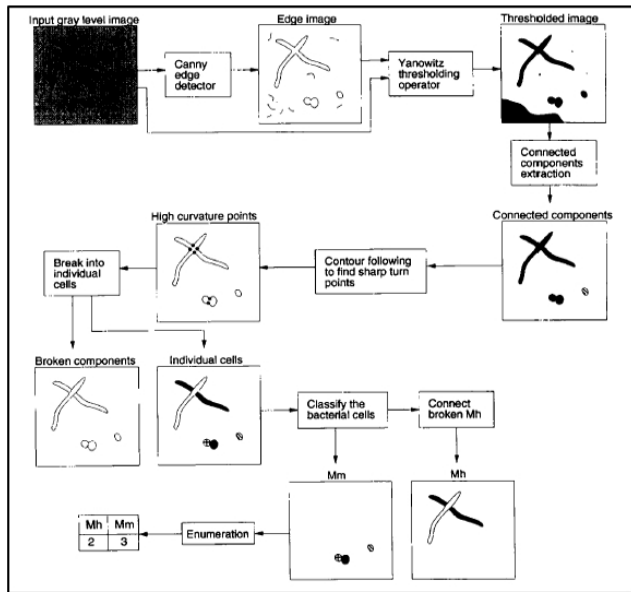 Input gray level image
Edge image
Thresholded image
Canny
edge
detector
Yanowitz
thresholding
operator
Connected
components
extraction
High curvature points
Connected components
Break into
individual
cells
Contour following
to find sharp turn
points
Broken components
Individual cells
Classify the
bacterial cells
Connect
broken Mh
Mm
Mh
Mh Mm
2 3
Enumeration